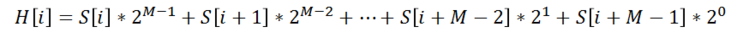 H[i] = S[i] * 2^{M−1} + S[i + 1] * 2^{M−2} + ⋯ + S[i + M − 2] * 2^1 + S[i + M − 1] * 2^0